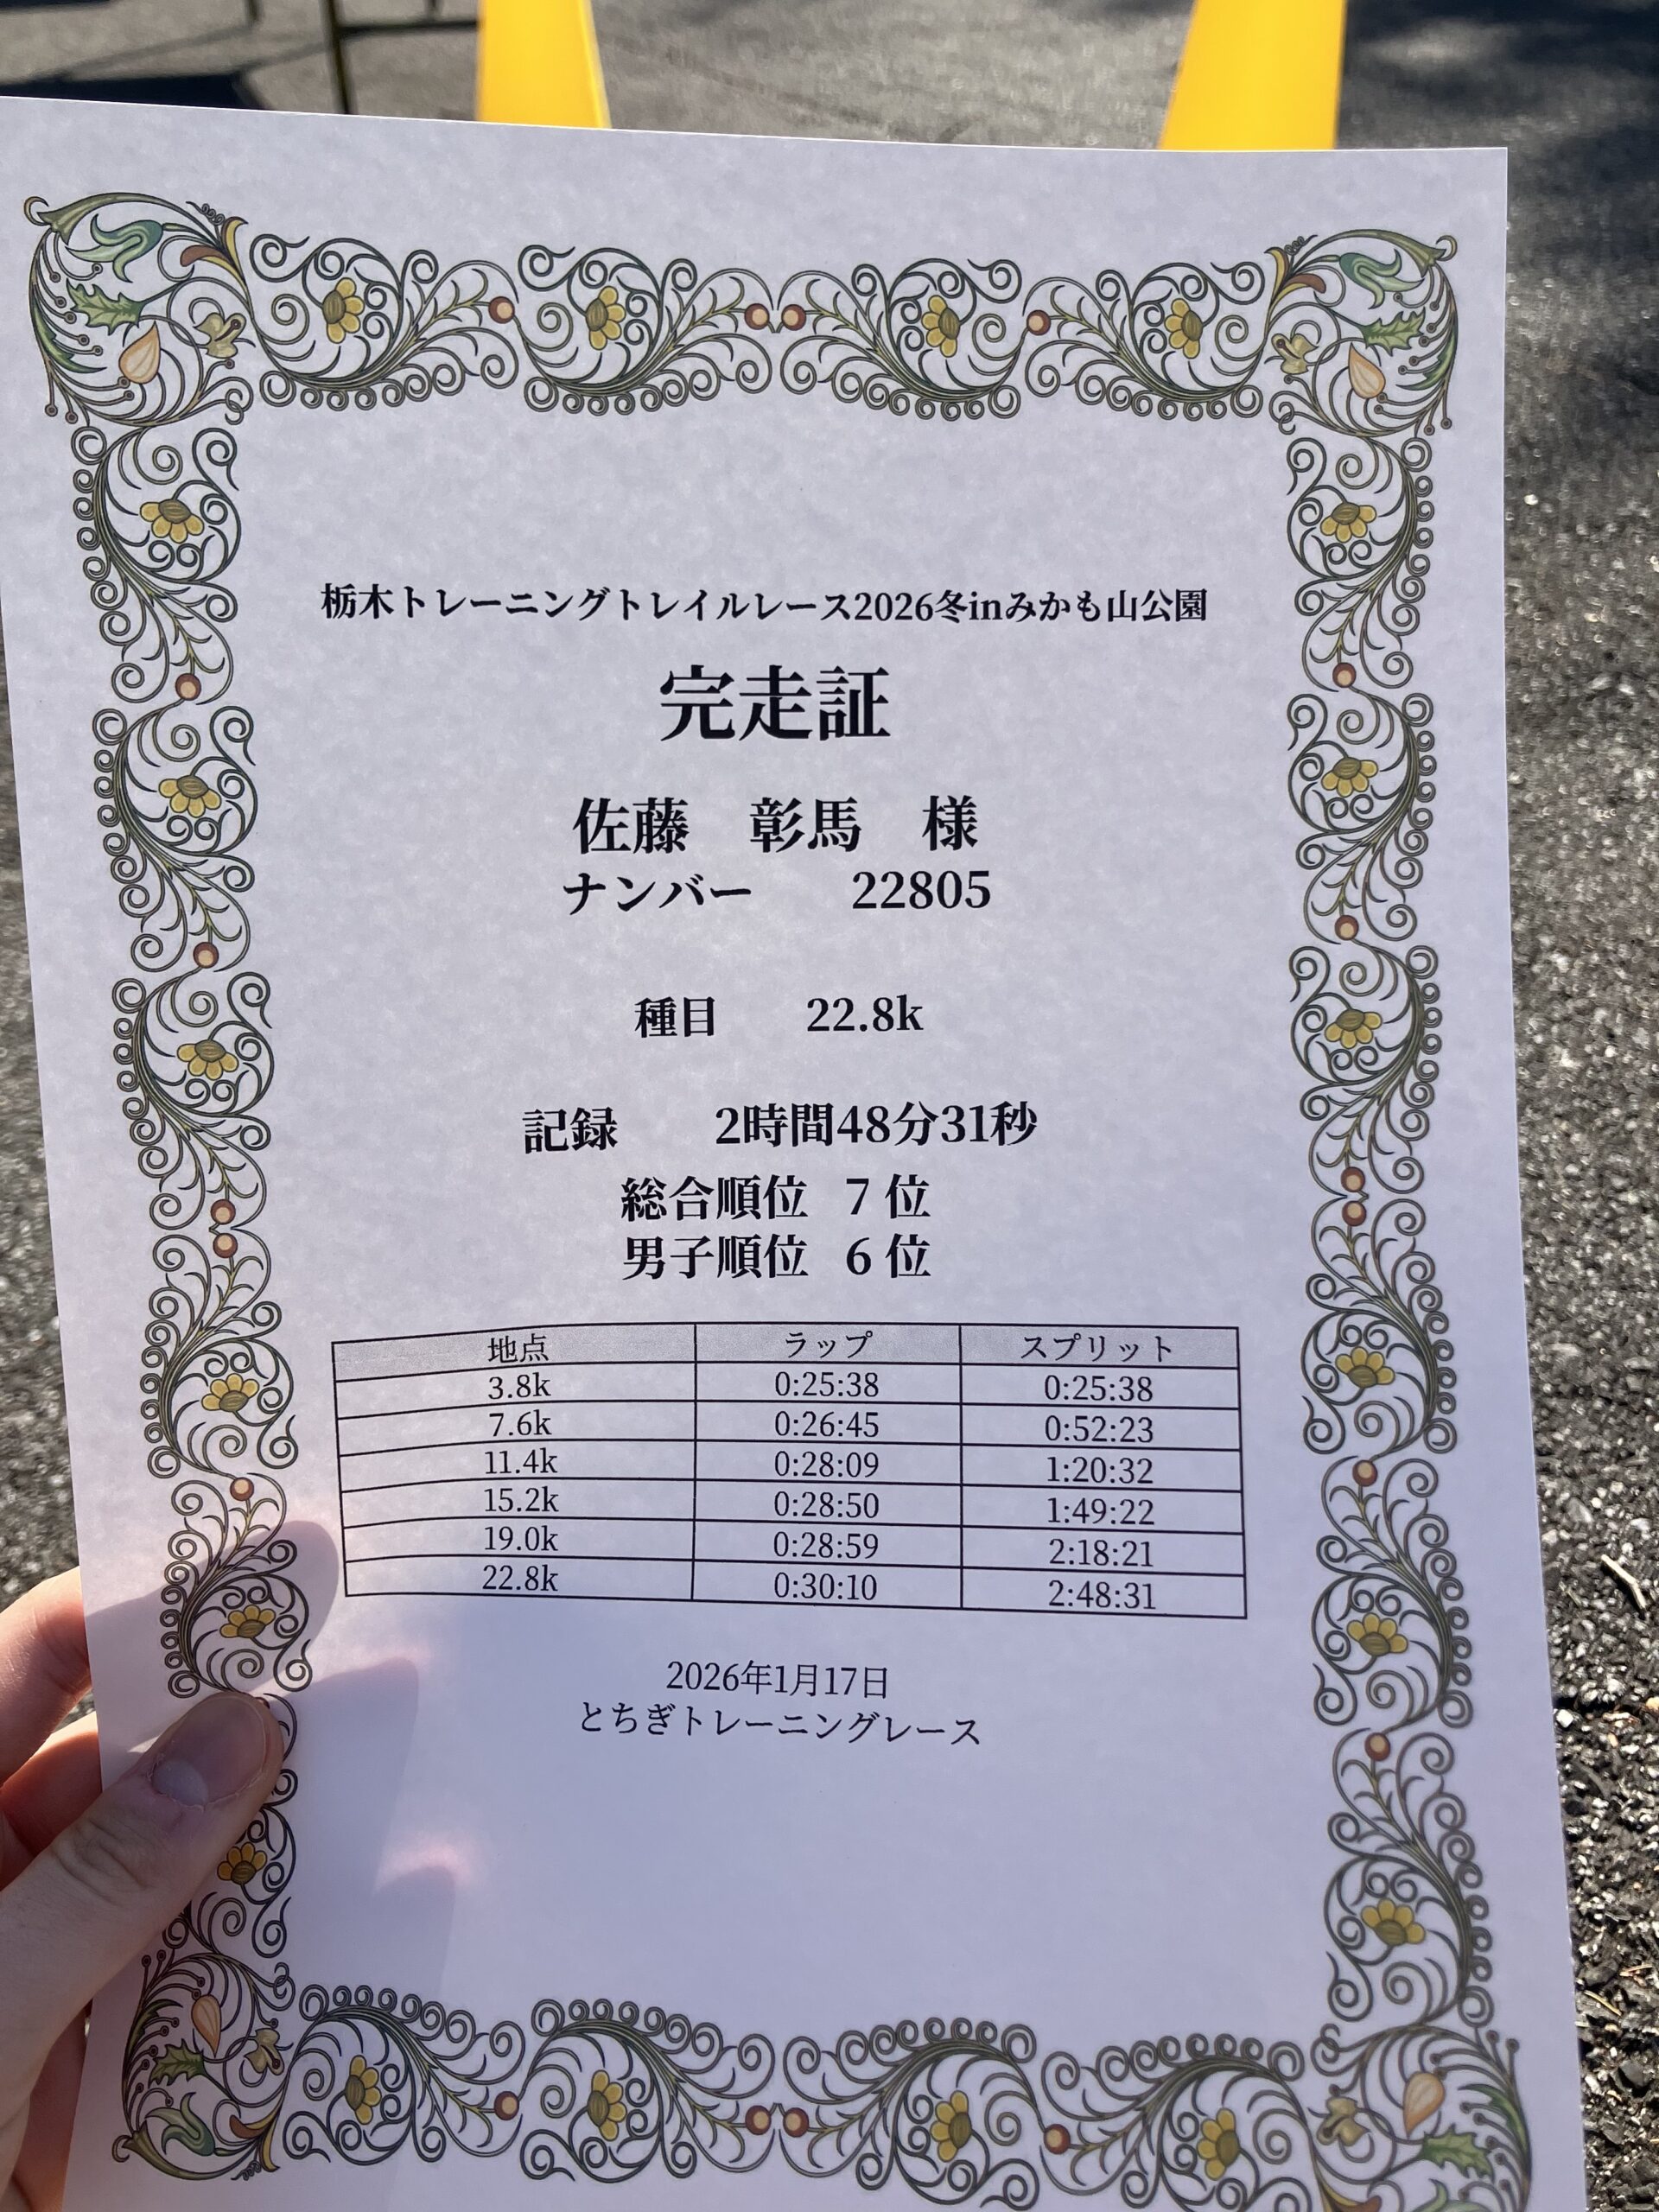 栃木トレーニングトレイルレース2026冬inみかも山公園
完走証
佐藤　彰馬　様
ナンバー　22805
種目　22.8k
記録　2時間48分31秒
総合順位 7 位
男子順位 6 位
地点 ラップ スプリット
3.8k 0:25:38 0:25:38
7.6k 0:26:45 0:52:23
11.4k 0:28:09 1:20:32
15.2k 0:28:50 1:49:22
19.0k 0:28:59 2:18:21
22.8k 0:30:10 2:48:31
2026年1月17日
とちぎトレーニングレース